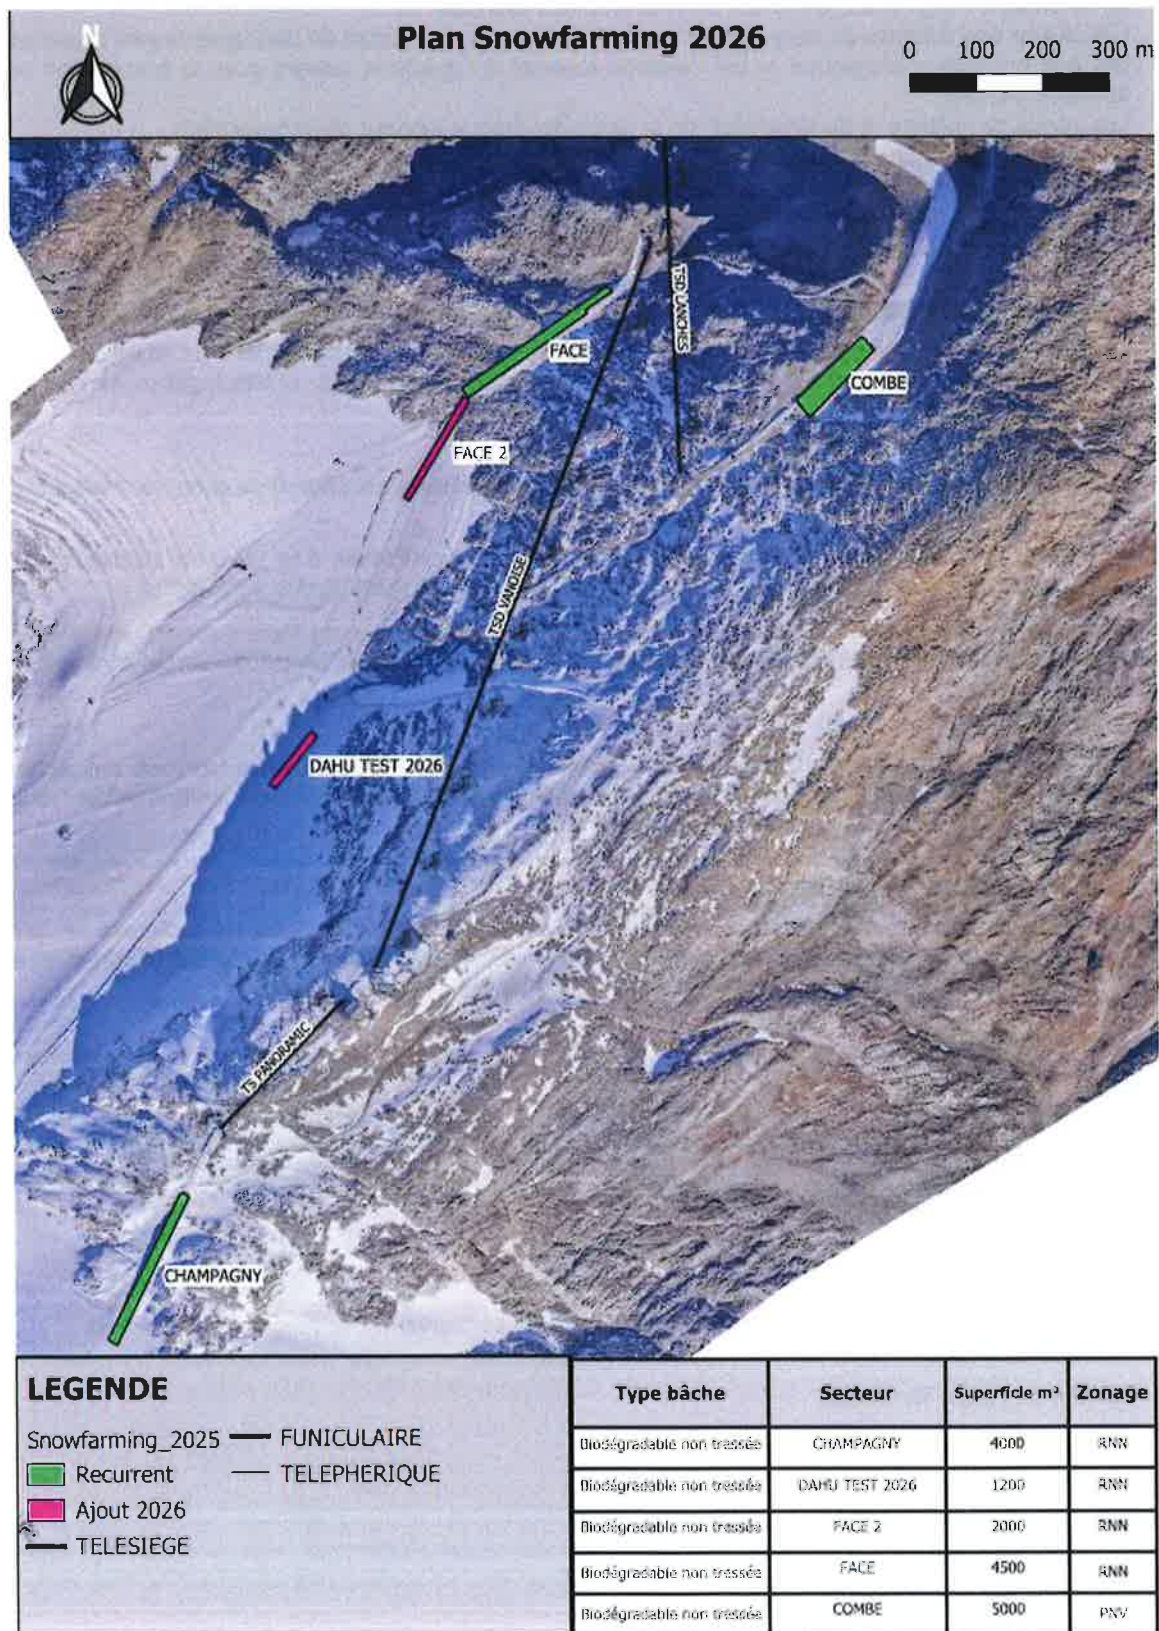 N
Plan Snowfarming 2026
0 100 200 300 m
TSD LANCHES
FACE
COMBE
FACE 2
TSD VANOISE
DAHU TEST 2026
TS PANORAMIC
CHAMPAGNY
LEGENDE
Snowfarming_2025
Recurrent
Ajout 2026
TELESIEGE
FUNICULAIRE
TELEPHERIQUE
Type bâche Secteur Superficie m² Zonage
Biodégradable non tressée CHAMPAGNY 4000 RNN
Biodégradable non tressée DAHU TEST 2026 1200 RNN
Biodégradable non tressée FACE 2 2000 RNN
Biodégradable non tressée FACE 4500 RNN
Biodégradable non tressée COMBE 5000 PNV